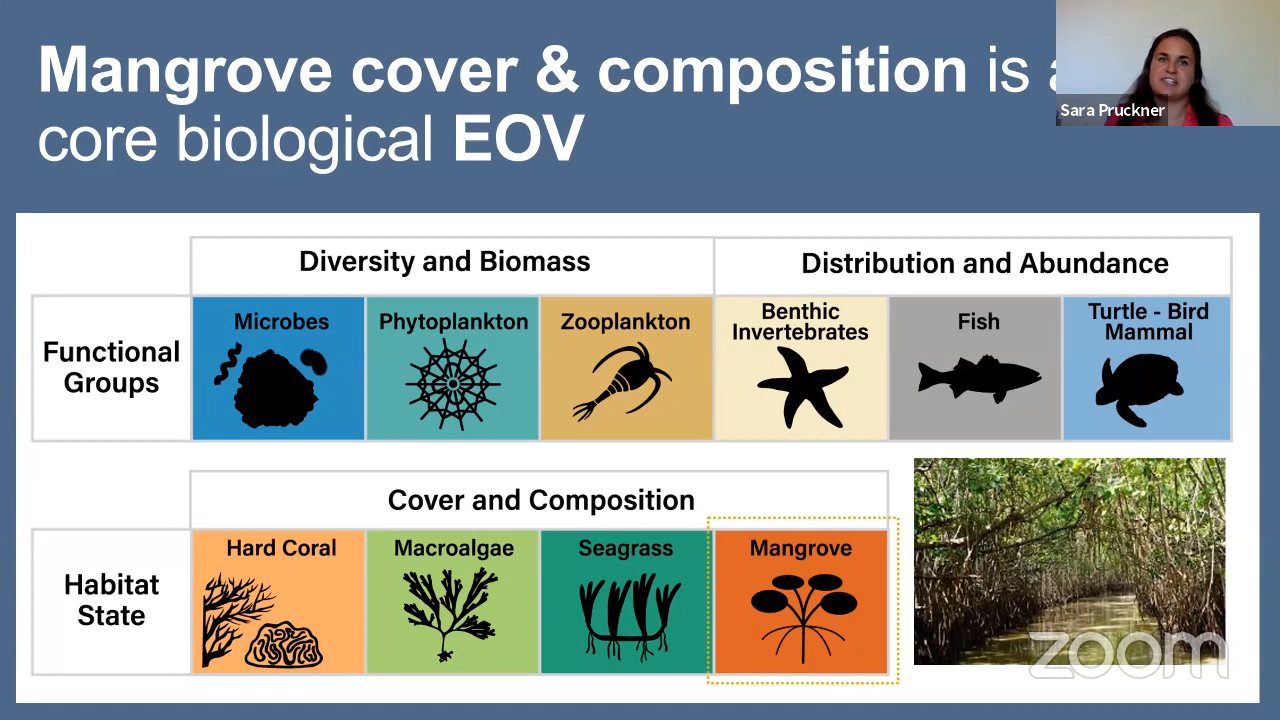 Mangrove cover & composition is a
core biological EOV
Sara Pruckner
Diversity and Biomass
Distribution and Abundance
Functional
Groups
Microbes
Phytoplankton
Zooplankton
Benthic
Invertebrates
Fish
Turtle - Bird
Mammal
Cover and Composition
Habitat
State
Hard Coral
Macroalgae
Seagrass
Mangrove
zoom